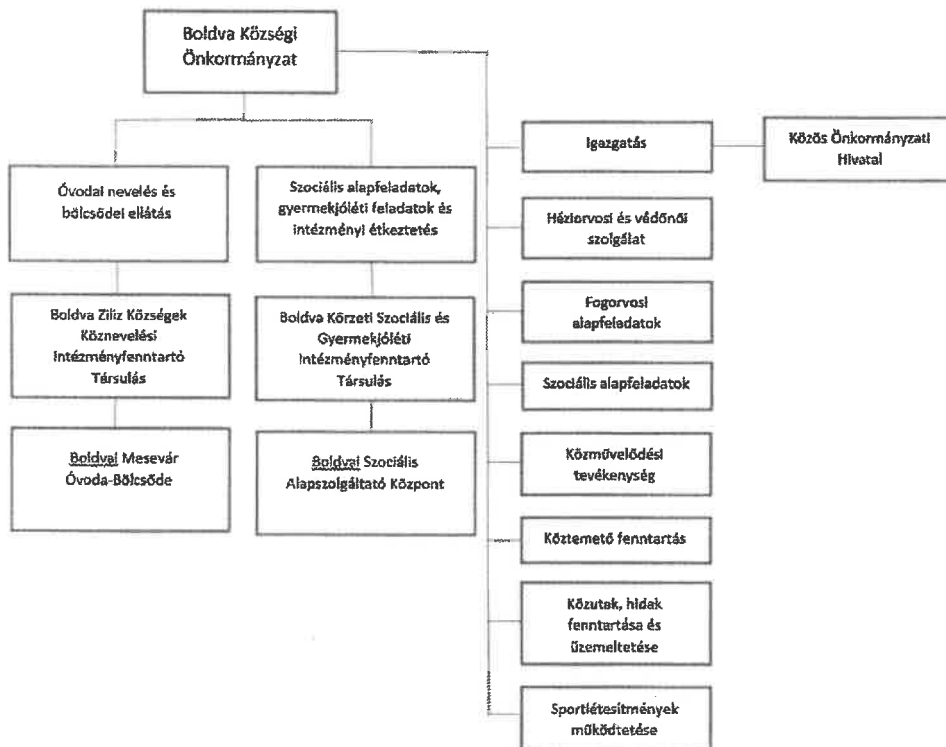 Boldva Községi
Önkormányzat
Óvodai nevelés és
bölcsődei ellátás
Szociális alapfeladatok,
gyermekjóléti feladatok és
intézményi étkeztetés
Boldva Ziliz Községek
Köznevelési
Intézményfenntartó
Társulás
Boldva Körzeti Szociális és
Gyermekjóléti
Intézményfenntartó
Társulás
Boldvai Mesevár
Óvoda-Bölcsőde
Boldvai Szociális
Alapszolgáltató Központ
Igazgatás
Közös Önkormányzati
Hivatal
Háziorvosi és védőnői
szolgálat
Fogorvosi
alapfeladatok
Szociális alapfeladatok
Közművelődési
tevékenység
Köztemető fenntartás
Közutak, hidak
fenntartása és
üzemeltetése
Sportlétesítmények
működtetése